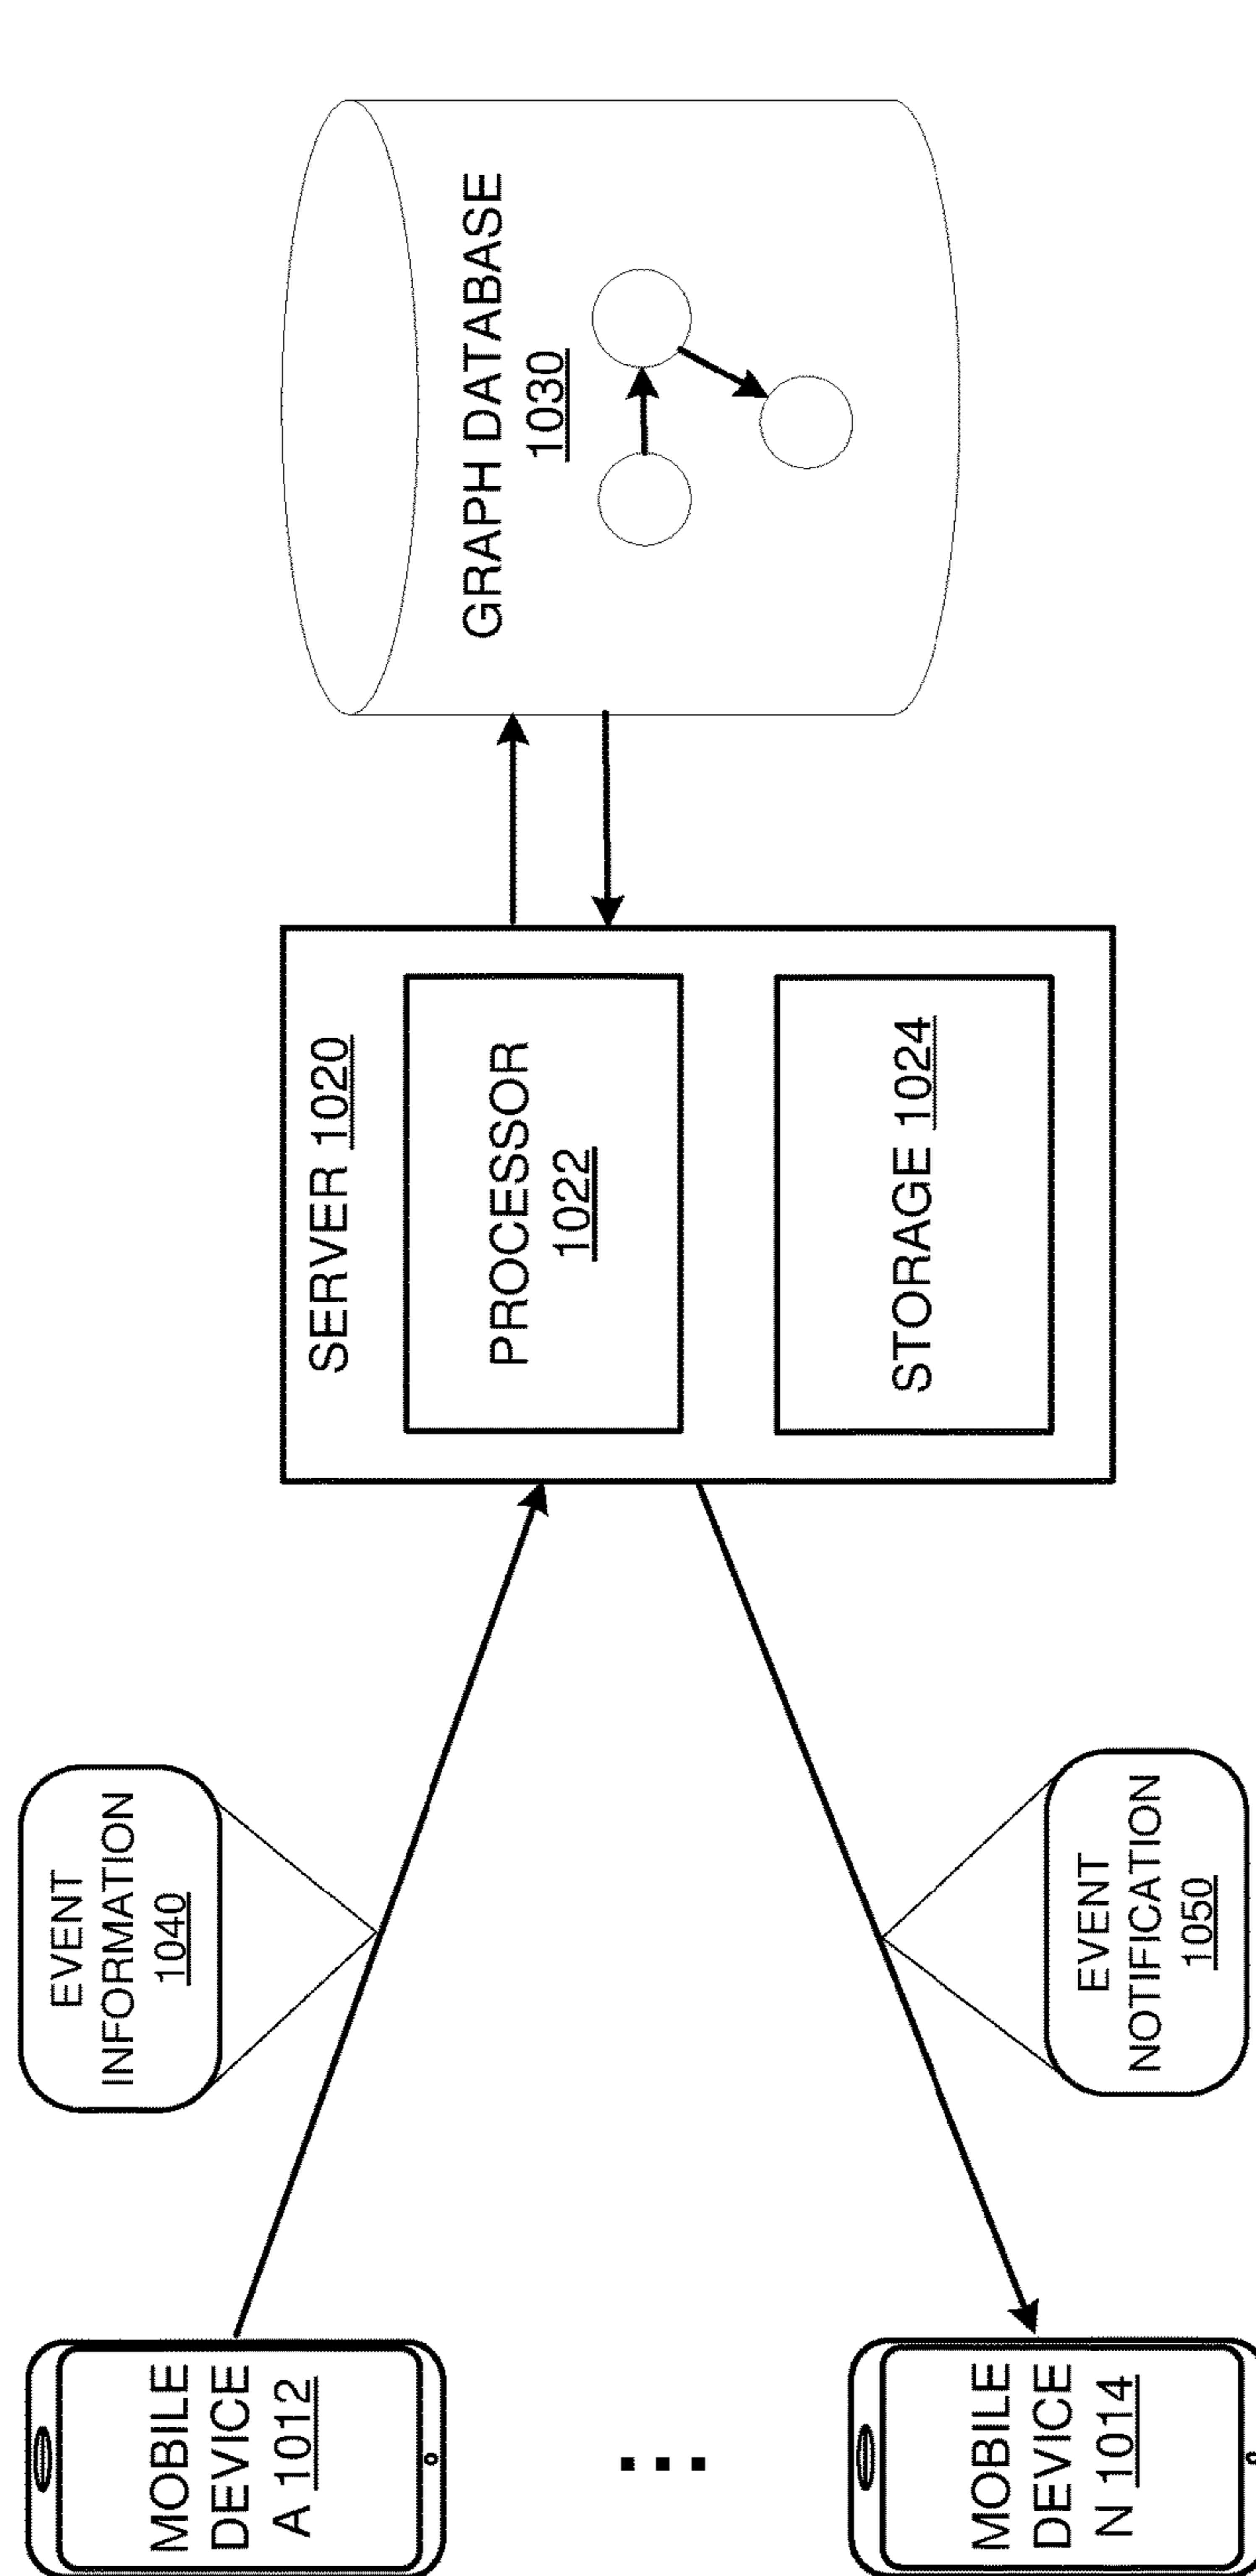 MOBILE
DEVICE
A 1012
EVENT
INFORMATION
1040
SERVER 1020
PROCESSOR
1022
STORAGE 1024
GRAPH DATABASE
1030
...
MOBILE
DEVICE
N 1014
EVENT
NOTIFICATION
1050